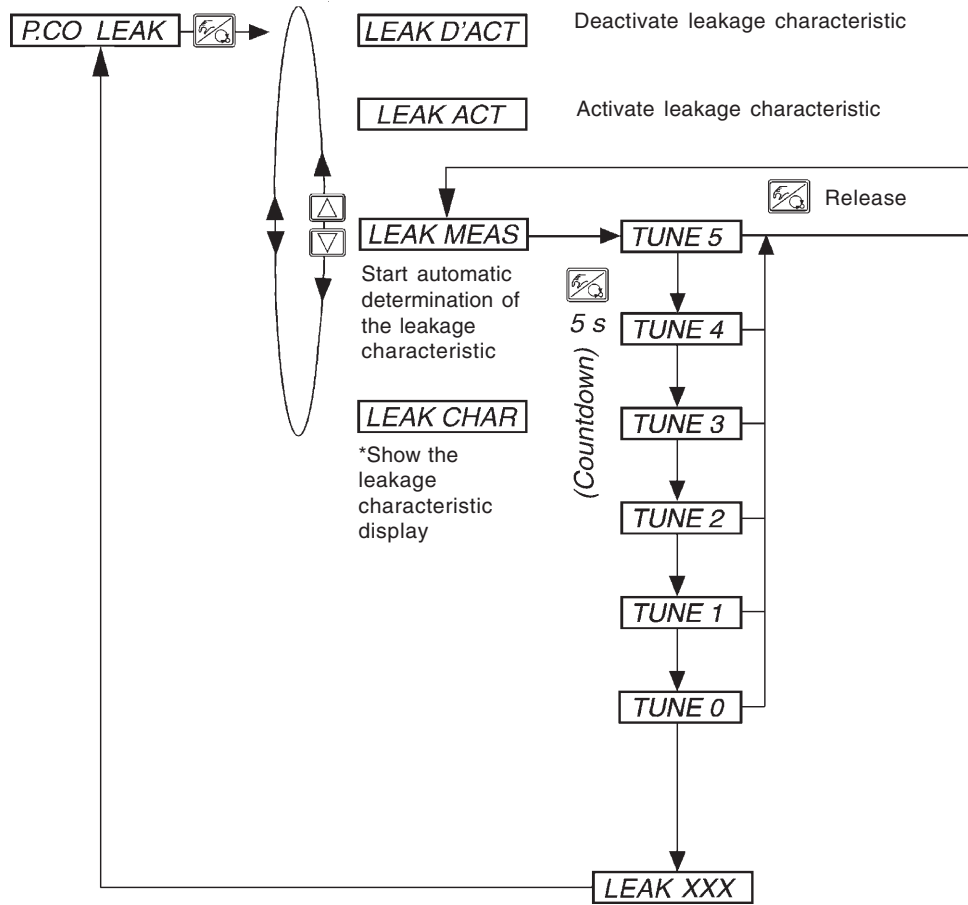 P.CO LEAK
LEAK D'ACT
Deactivate leakage characteristic
LEAK ACT
Activate leakage characteristic
Release
LEAK MEAS
TUNE 5
Start automatic
determination of
the leakage
characteristic
5 s
(Countdown)
TUNE 4
LEAK CHAR
TUNE 3
*Show the
leakage
characteristic
display
TUNE 2
TUNE 1
TUNE 0
LEAK XXX